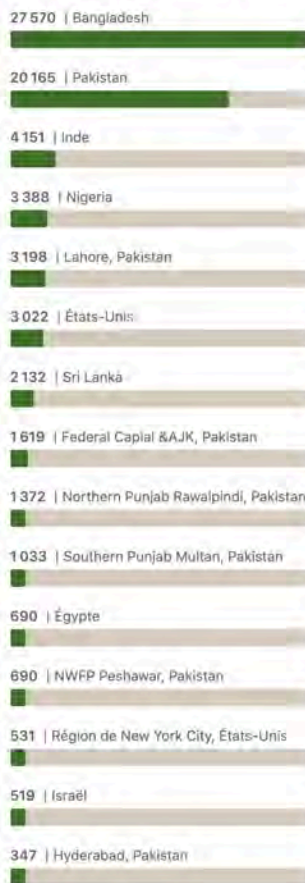 27 570 | Bangladesh
20 165 | Pakistan
4 151 | Inde
3 388 | Nigeria
3 198 | Lahore, Pakistan
3 022 | États-Unis
2 132 | Sri Lanka
1 619 | Federal Capial &AJK, Pakistan
1 372 | Northern Punjab Rawalpindi, Pakistan
1 033 | Southern Punjab Multan, Pakistan
690 | Égypte
690 | NWFP Peshawar, Pakistan
531 | Région de New York City, États-Unis
519 | Israël
347 | Hyderabad, Pakistan